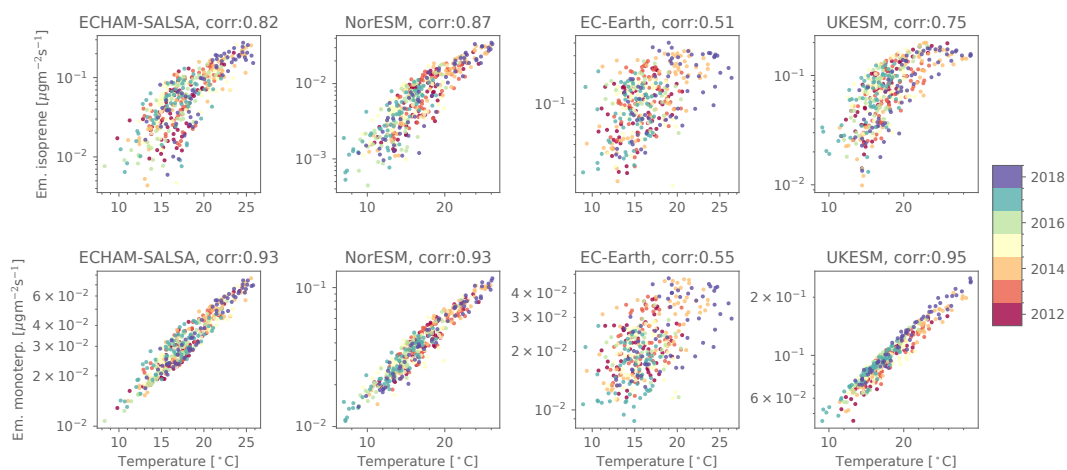 ECHAM-SALSA, corr:0.82
NorESM, corr:0.87
EC-Earth, corr:0.51
UKESM, corr:0.75
Em. isoprene [μgm⁻²s⁻¹]
10⁻¹
10⁻²
10 15 20 25
10⁻²
10⁻³
10 15 20 25
10⁻¹
10 15 20 25
10⁻¹
10⁻²
10 20
ECHAM-SALSA, corr:0.93
NorESM, corr:0.93
EC-Earth, corr:0.55
UKESM, corr:0.95
Em. monoterp. [μgm⁻²s⁻¹]
6 × 10⁻²
4 × 10⁻²
3 × 10⁻²
2 × 10⁻²
10⁻²
10 15 20 25
Temperature [°C]
10⁻¹
10⁻²
10 15 20 25
Temperature [°C]
4 × 10⁻²
3 × 10⁻²
2 × 10⁻²
10⁻²
10 15 20 25
Temperature [°C]
2 × 10⁻¹
10⁻¹
6 × 10⁻²
10 20
Temperature [°C]
2018
2016
2014
2012